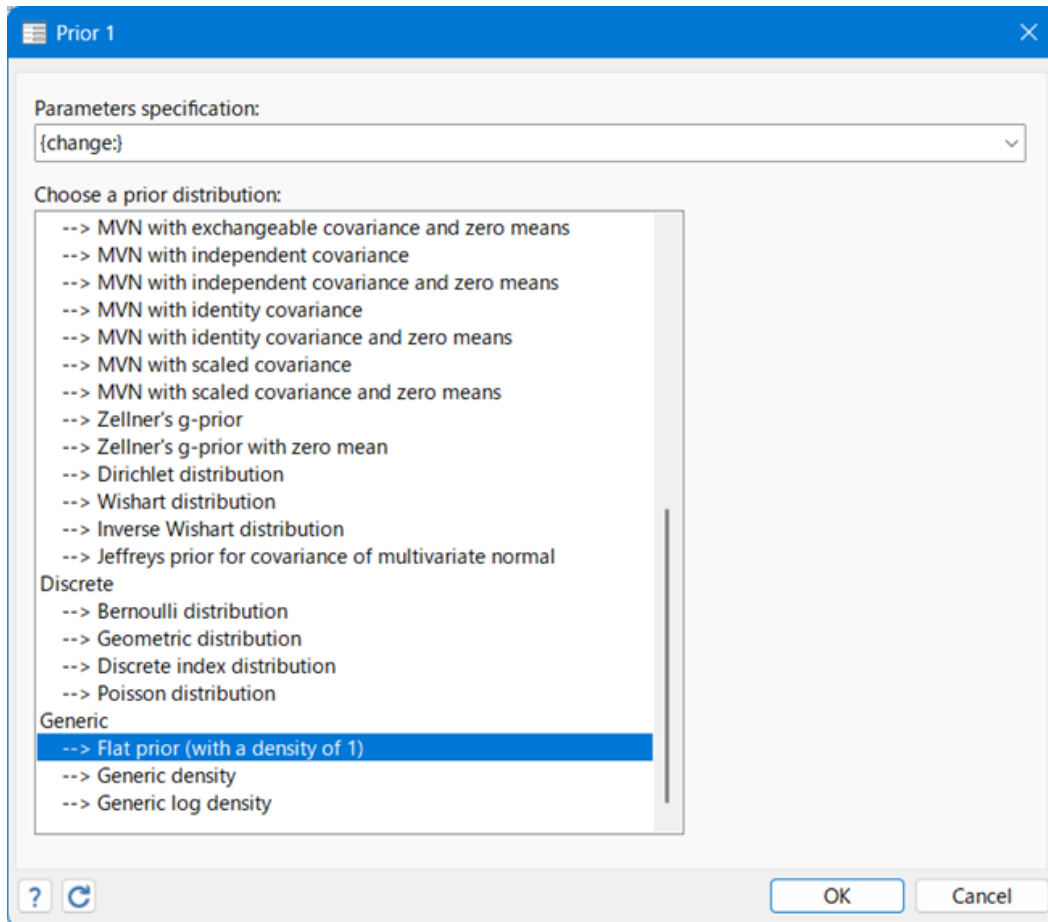 Prior 1
Parameters specification:
{change:}
Choose a prior distribution:
--> MVN with exchangeable covariance and zero means
--> MVN with independent covariance
--> MVN with independent covariance and zero means
--> MVN with identity covariance
--> MVN with identity covariance and zero means
--> MVN with scaled covariance
--> MVN with scaled covariance and zero means
--> Zellner's g-prior
--> Zellner's g-prior with zero mean
--> Dirichlet distribution
--> Wishart distribution
--> Inverse Wishart distribution
--> Jeffreys prior for covariance of multivariate normal
Discrete
--> Bernoulli distribution
--> Geometric distribution
--> Discrete index distribution
--> Poisson distribution
Generic
--> Flat prior (with a density of 1)
--> Generic density
--> Generic log density
? OK Cancel